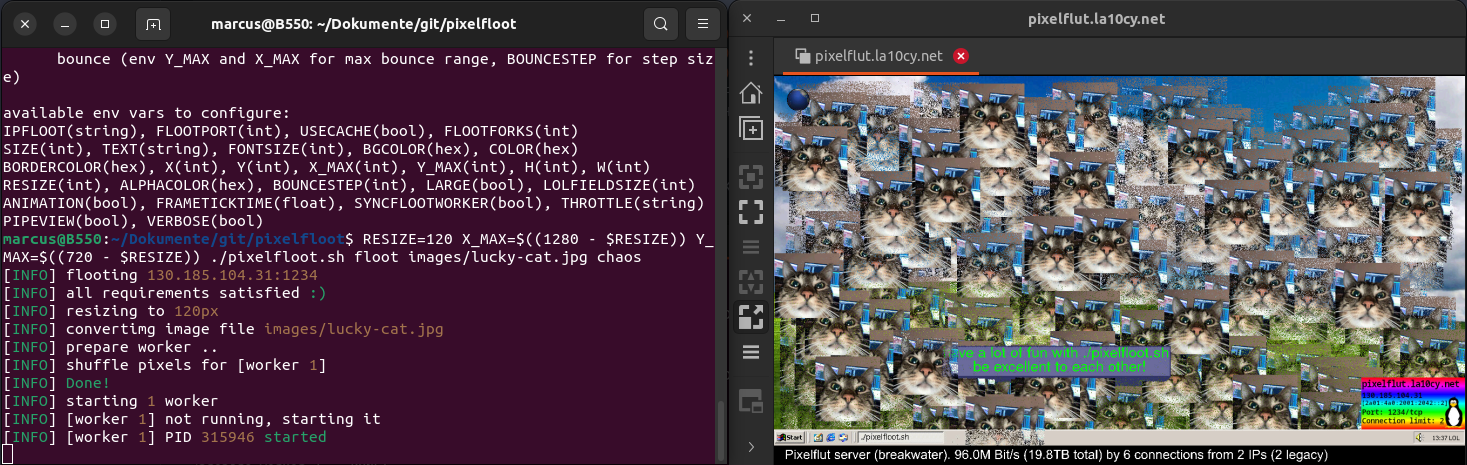 marcus@B550: ~/Dokumente/git/pixelfloot
bounce (env Y_MAX and X_MAX for max bounce range, BOUNCESTEP for step siz
e)
available env vars to configure:
IPFLOOT(string), FLOOTPORT(int), USECACHE(bool), FLOOTFORKS(int)
SIZE(int), TEXT(string), FONTSIZE(int), BGCOLOR(hex), COLOR(hex)
BORDERCOLOR(hex), X(int), Y(int), X_MAX(int), Y_MAX(int), H(int), W(int)
RESIZE(int), ALPHACOLOR(hex), BOUNCESTEP(int), LARGE(bool), LOLFIELDSIZE(int)
ANIMATION(bool), FRAMETICKTIME(float), SYNCFLOOTWORKER(bool), THROTTLE(string)
PIPEVIEW(bool), VERBOSE(bool)
marcus@B550:~/Dokumente/git/pixelfloot$ RESIZE=120 X_MAX=$((1280 - $RESIZE)) Y_
MAX=$((720 - $RESIZE)) ./pixelfloot.sh floot images/lucky-cat.jpg chaos
[INFO] flooting 130.185.104.31:1234
[INFO] all requirements satisfied :)
[INFO] resizing to 120px
[INFO] convertimg image file images/lucky-cat.jpg
[INFO] prepare worker ..
[INFO] shuffle pixels for [worker 1]
[INFO] Done!
[INFO] starting 1 worker
[INFO] [worker 1] not running, starting it
[INFO] [worker 1] PID 315946 started
pixelflut.la10cy.net
pixelflut.la10cy.net
ve a lot of fun with ./pixelfloot.sh
be excellent to each other!
pixelflut.la10cy.net
130.185.104.31
Port: 1234/tcp
Connection limit: 2
Start
./pixelfloot.sh
13:37 LOL
Pixelflut server (breakwater). 96.0M Bit/s (19.8TB total) by 6 connections from 2 IPs (2 legacy)